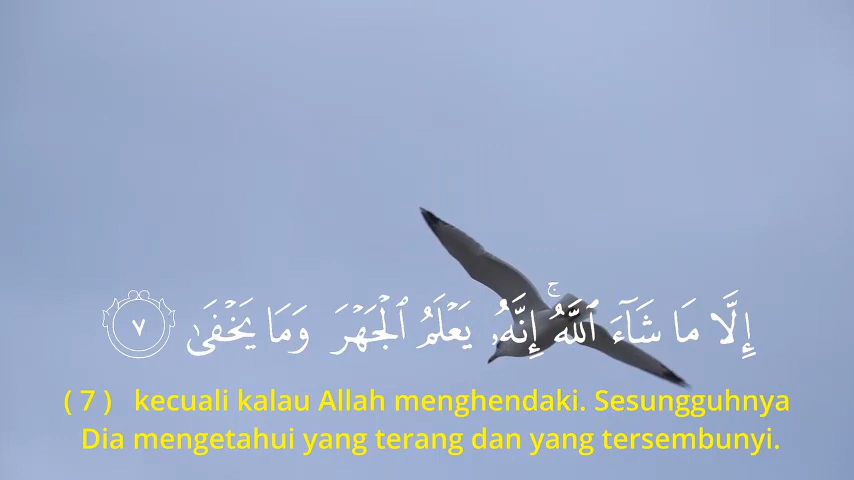 إِلَّا مَا شَآءَ ٱللَّهُ ۚ إِنَّهُۥ يَعْلَمُ ٱلْجَهْرَ وَمَا يَخْفَىٰ ٧
( 7 ) kecuali kalau Allah menghendaki. Sesungguhnya
Dia mengetahui yang terang dan yang tersembunyi.